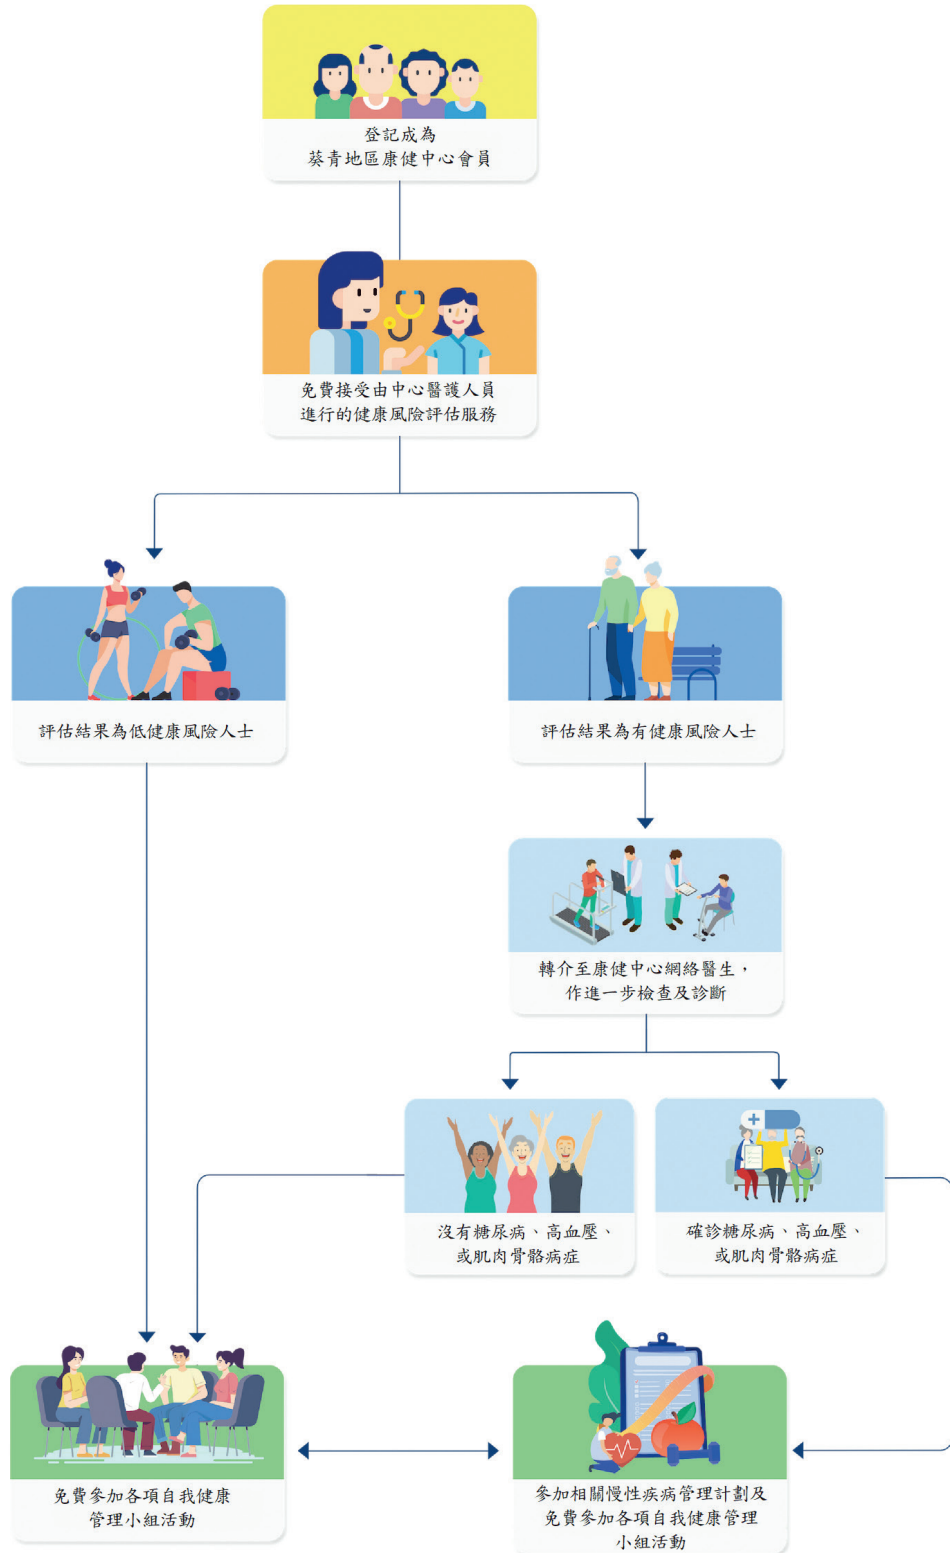 登記成為
葵青地區康健中心會員
免費接受由中心醫護人員
進行的健康風險評估服務
評估結果為低健康風險人士
評估結果為有健康風險人士
轉介至康健中心網絡醫生，
作進一步檢查及診斷
沒有糖尿病、高血壓、
或肌肉骨骼病症
確診糖尿病、高血壓、
或肌肉骨骼病症
免費參加各項自我健康
管理小組活動
參加相關慢性疾病管理計劃及
免費參加各項自我健康管理
小組活動